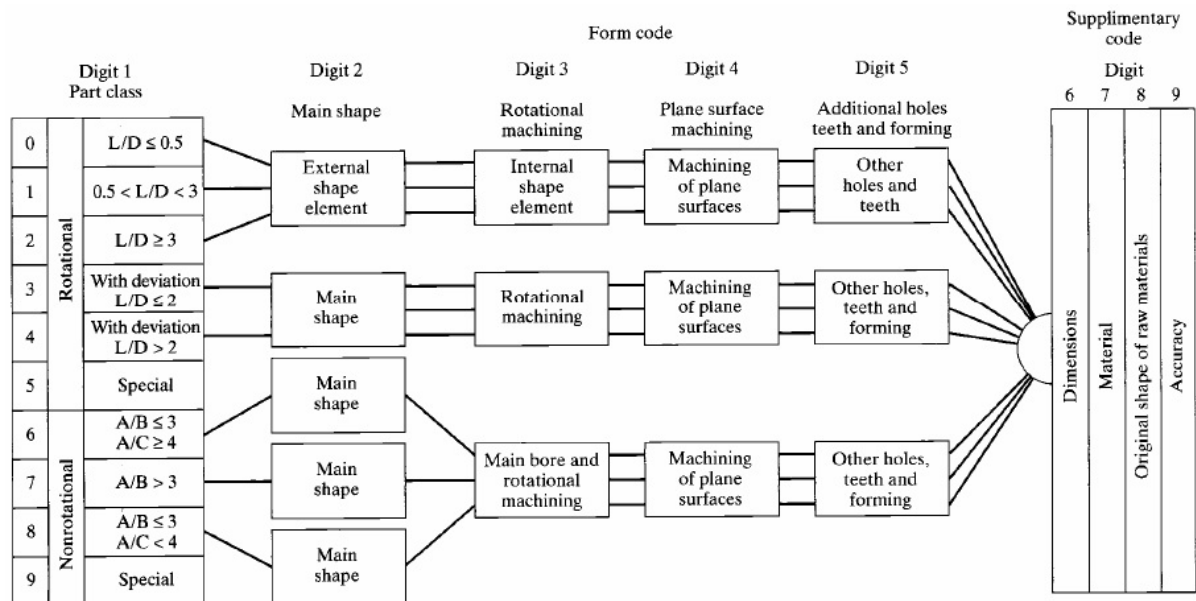 Form code
Supplimentary
code
Digit 1
Part class
Digit 2
Main shape
Digit 3
Rotational
machining
Digit 4
Plane surface
machining
Digit 5
Additional holes
teeth and forming
Digit
6 7 8 9
0
1
2
3
4
5
6
7
8
9
Rotational
Nonrotational
L/D ≤ 0.5
0.5 < L/D < 3
L/D ≥ 3
With deviation
L/D ≤ 2
With deviation
L/D > 2
Special
A/B ≤ 3
A/C ≥ 4
A/B > 3
A/B ≤ 3
A/C < 4
Special
External
shape
element
Internal
shape
element
Machining
of plane
surfaces
Other
holes and
teeth
Main
shape
Rotational
machining
Machining
of plane
surfaces
Other holes,
teeth and
forming
Main
shape
Main
shape
Main
shape
Main bore and
rotational
machining
Machining
of plane
surfaces
Other holes,
teeth and
forming
Dimensions
Material
Original shape of raw materials
Accuracy